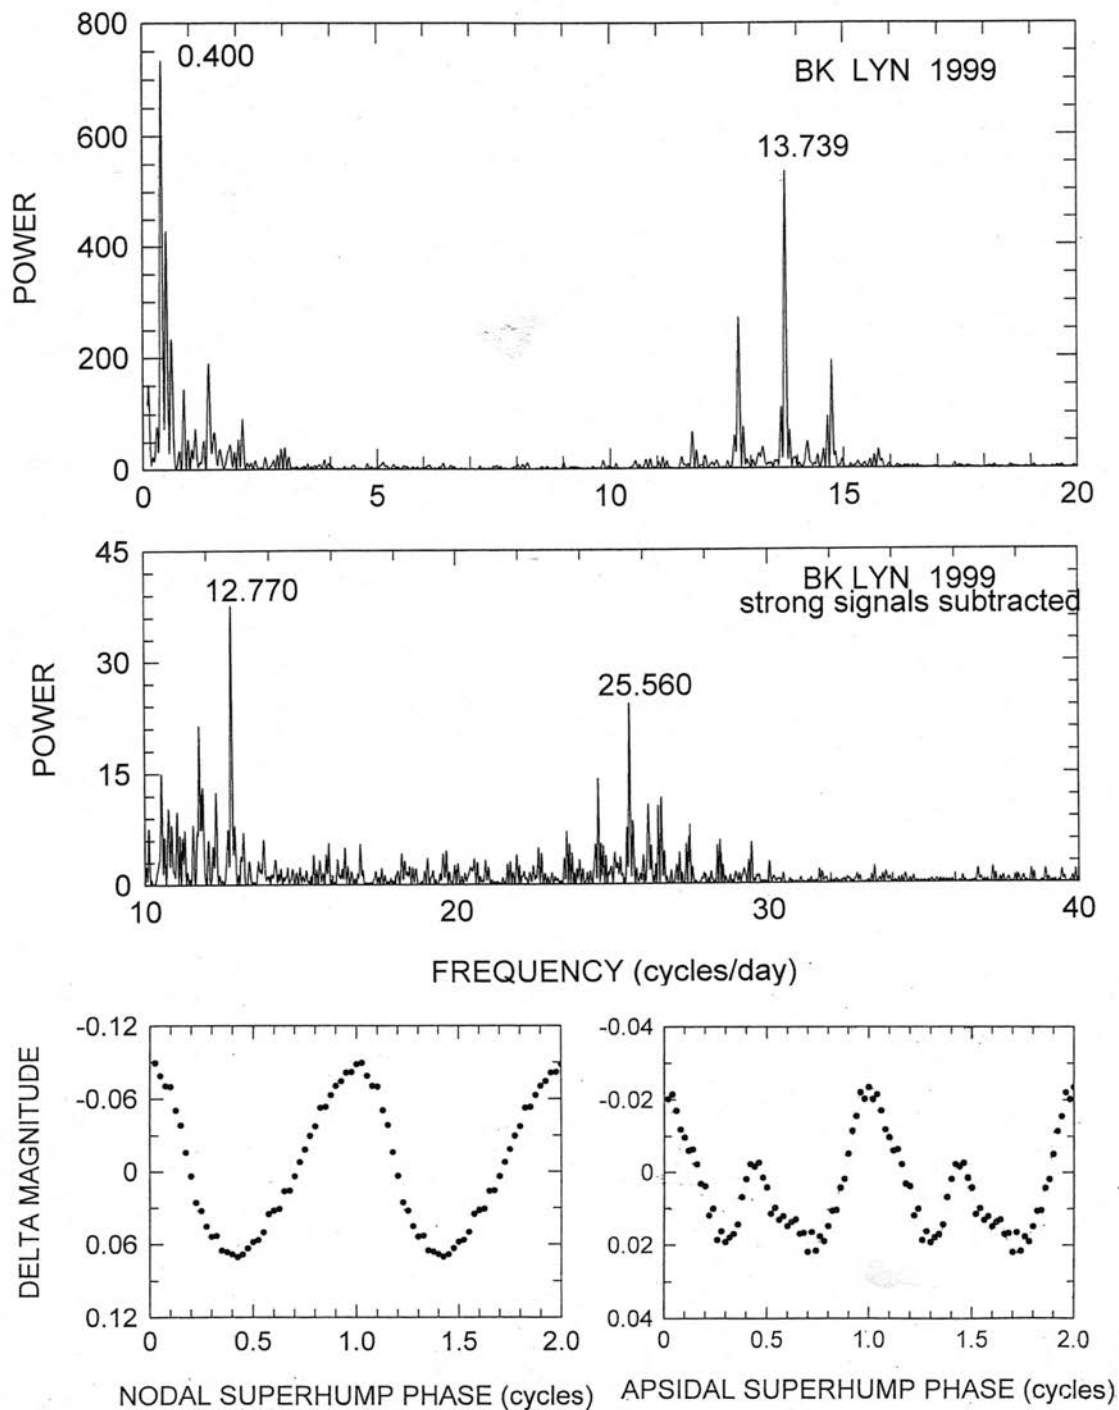 800
600
400
200
0
POWER
0.400
BK LYN 1999
13.739
0 5 10 15 20
45
30
15
0
POWER
12.770
BK LYN 1999
strong signals subtracted
25.560
10 20 30 40
FREQUENCY (cycles/day)
-0.12
-0.06
0
0.06
0.12
DELTA MAGNITUDE
0 0.5 1.0 1.5 2.0
NODAL SUPERHUMP PHASE (cycles)
-0.04
-0.02
0
0.02
0.04
0 0.5 1.0 1.5 2.0
APSIDAL SUPERHUMP PHASE (cycles)